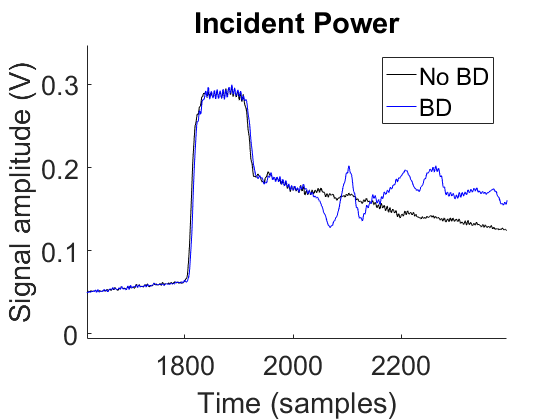 Incident Power
Signal amplitude (V)
0.3
0.2
0.1
0
No BD
BD
1800 2000 2200
Time (samples)